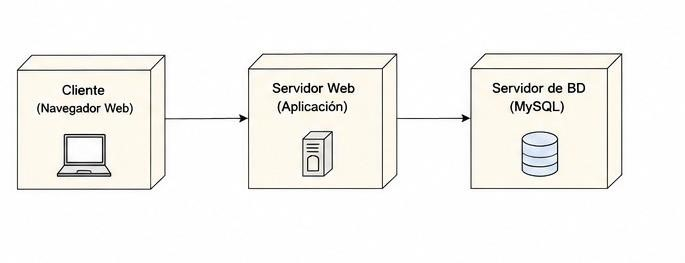 Cliente
(Navegador Web)
Servidor Web
(Aplicación)
Servidor de BD
(MySQL)